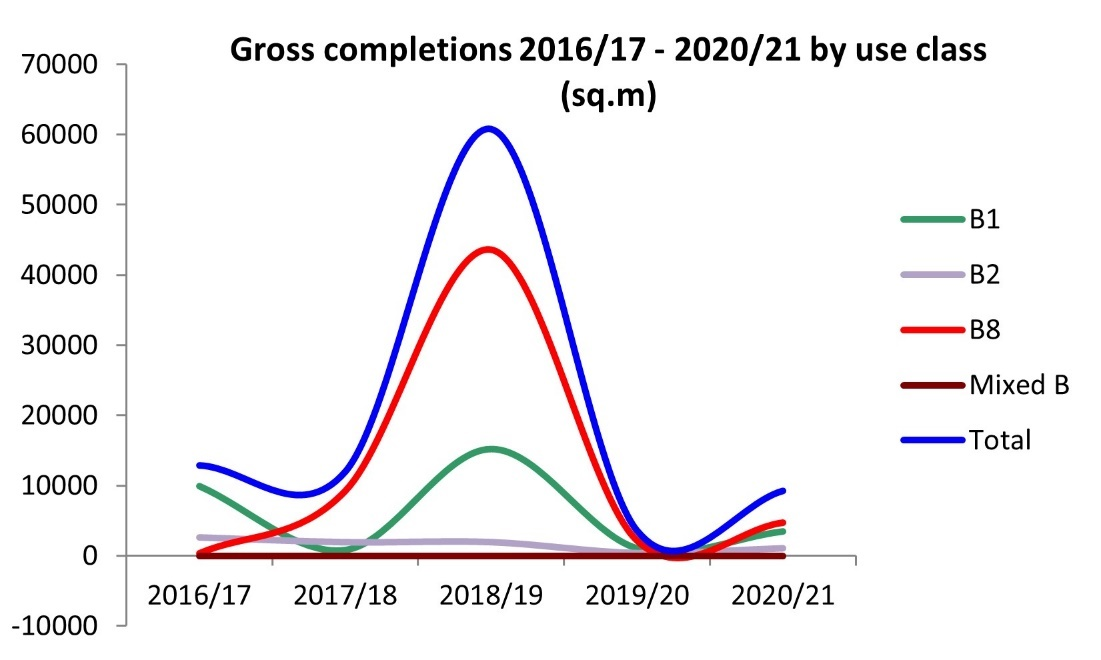 Gross completions 2016/17 - 2020/21 by use class
(sq.m)
70000
60000
50000
40000
30000
20000
10000
0
-10000
2016/17
2017/18
2018/19
2019/20
2020/21
B1
B2
B8
Mixed B
Total